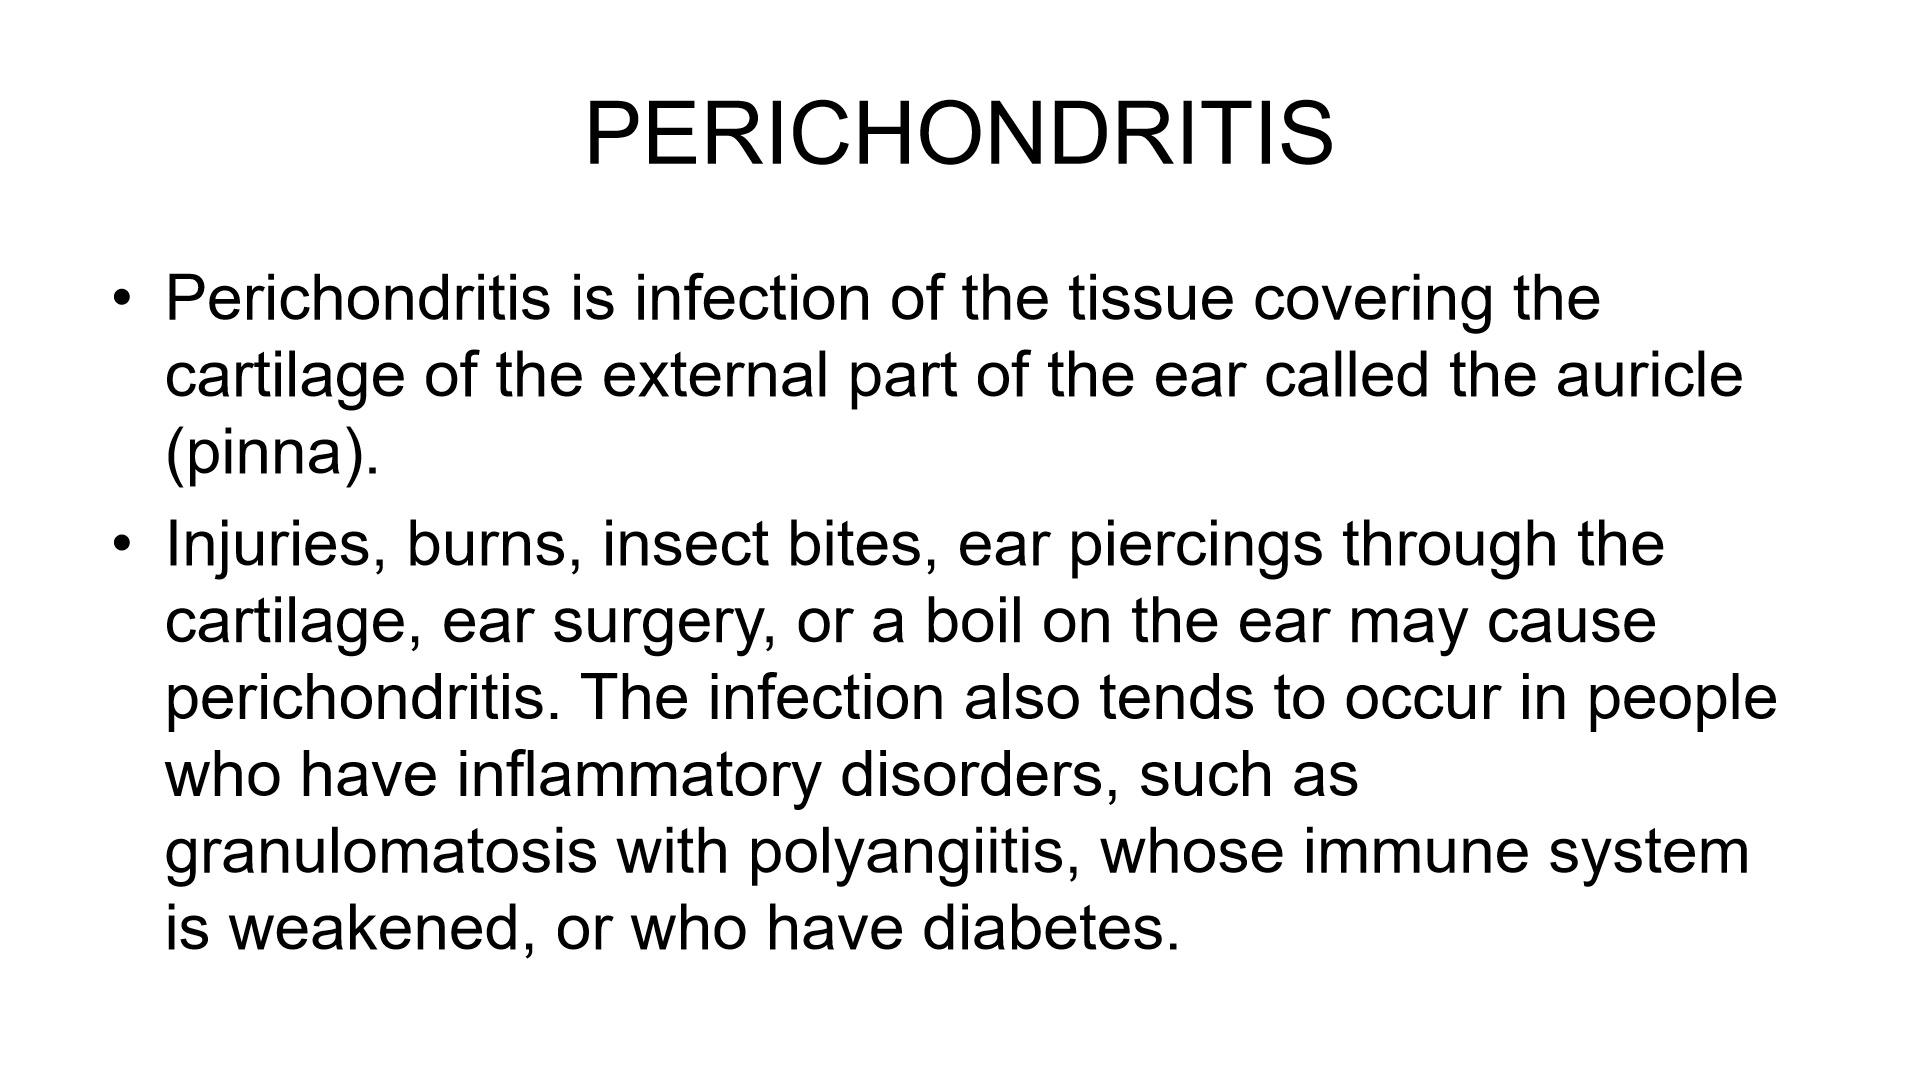 PERICHONDRITIS
• Perichondritis is infection of the tissue covering the
cartilage of the external part of the ear called the auricle
(pinna).
• Injuries, burns, insect bites, ear piercings through the
cartilage, ear surgery, or a boil on the ear may cause
perichondritis. The infection also tends to occur in people
who have inflammatory disorders, such as
granulomatosis with polyangiitis, whose immune system
is weakened, or who have diabetes.